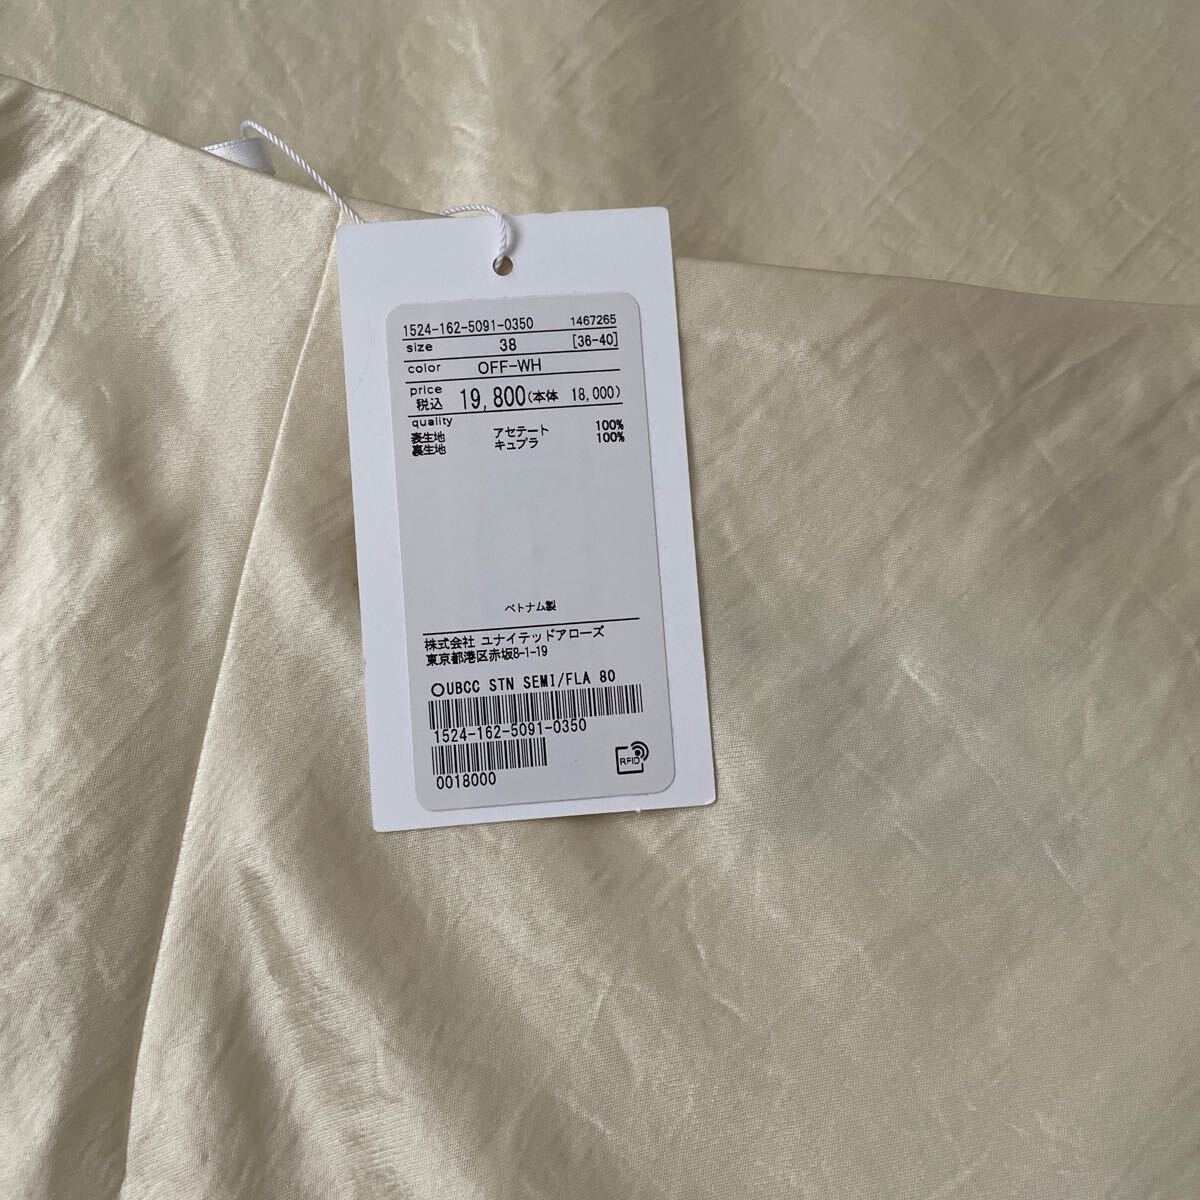 1524-162-5091-0350 1467265
size 38 [36-40]
color OFF-WH
price
税込 19,800(本体 18,000)
quality
表生地 アセテート 100%
裏生地 キュプラ 100%
ベトナム製
株式会社 ユナイテッドアローズ
東京都港区赤坂8-1-19
○UBCC STN SEMI/FLA 80
1524-162-5091-0350
0018000
RFID